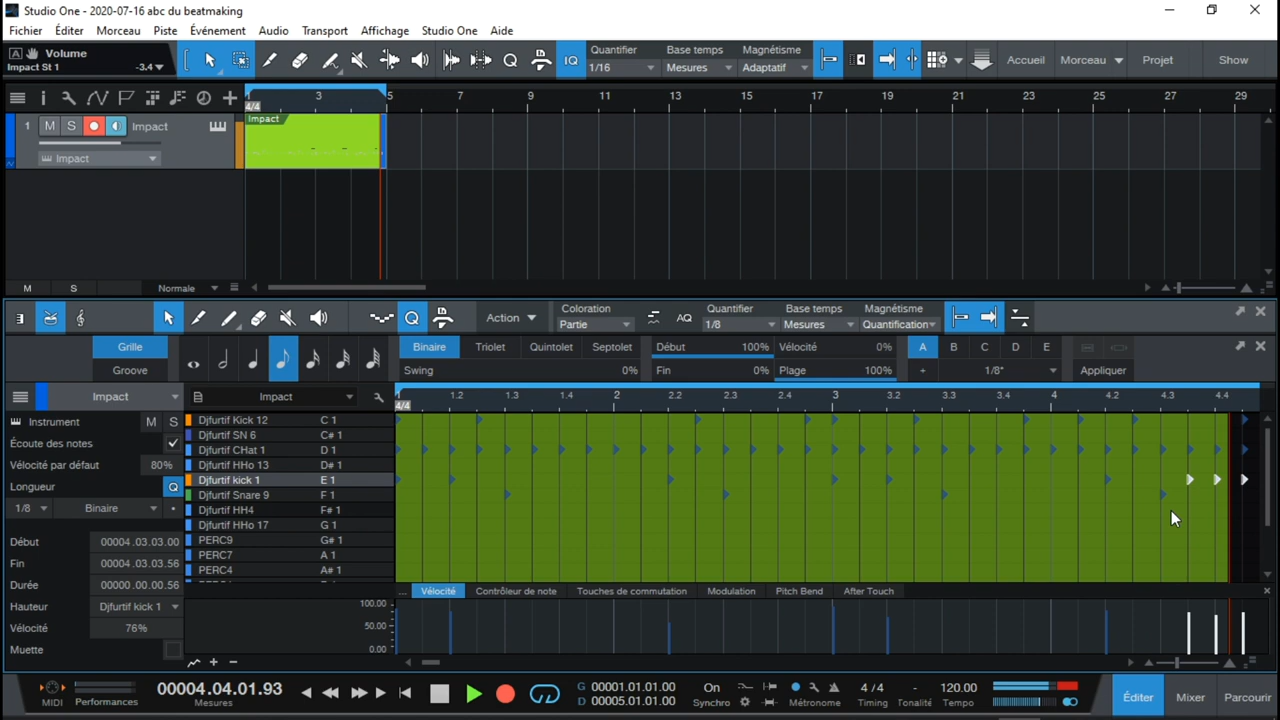 Studio One - 2020-07-16 abc du beatmaking
Fichier Éditer Morceau Piste Événement Audio Transport Affichage Studio One Aide
A Volume
Impact St 1 -3.4
IQ
Quantifier Base temps Magnétisme
1/16 Mesures Adaptatif
Accueil Morceau Projet Show
1 3 5 7 9 11 13 15 17 19 21 23 25 27 29
4/4
1 M S Impact
Impact
Impact
M S Normale
Action
Coloration Quantifier Base temps Magnétisme
Partie AQ 1/8 Mesures Quantification
Grille
Groove
Binaire Triolet Quintolet Septolet
Swing 0%
Début 100% Vélocité 0%
Fin 0% Plage 100%
A B C D E
+ 1/8* Appliquer
Impact Impact
1.2 1.3 1.4 2 2.2 2.3 2.4 3 3.2 3.3 3.4 4 4.2 4.3 4.4
4/4
Instrument M S
Écoute des notes
Vélocité par défaut 80%
Longueur Q
1/8 Binaire
Début 00004.03.03.00
Fin 00004.03.03.56
Durée 00000.00.00.56
Hauteur Djfurtif kick 1
Vélocité 76%
Muette
Djfurtif Kick 12 C 1
Djfurtif SN 6 C# 1
Djfurtif CHat 1 D 1
Djfurtif HHo 13 D# 1
Djfurtif kick 1 E 1
Djfurtif Snare 9 F 1
Djfurtif HH4 F# 1
Djfurtif HHo 17 G 1
PERC9 G# 1
PERC7 A 1
PERC4 A# 1
... Vélocité Contrôleur de note Touches de commutation Modulation Pitch Bend After Touch
100.00
50.00
0.00
MIDI Performances
00004.04.01.93
Mesures
G 00001.01.01.00
D 00005.01.01.00
On
Synchro
Métronome
4 / 4
Timing
-
Tonalité
120.00
Tempo
Éditer Mixer Parcourir